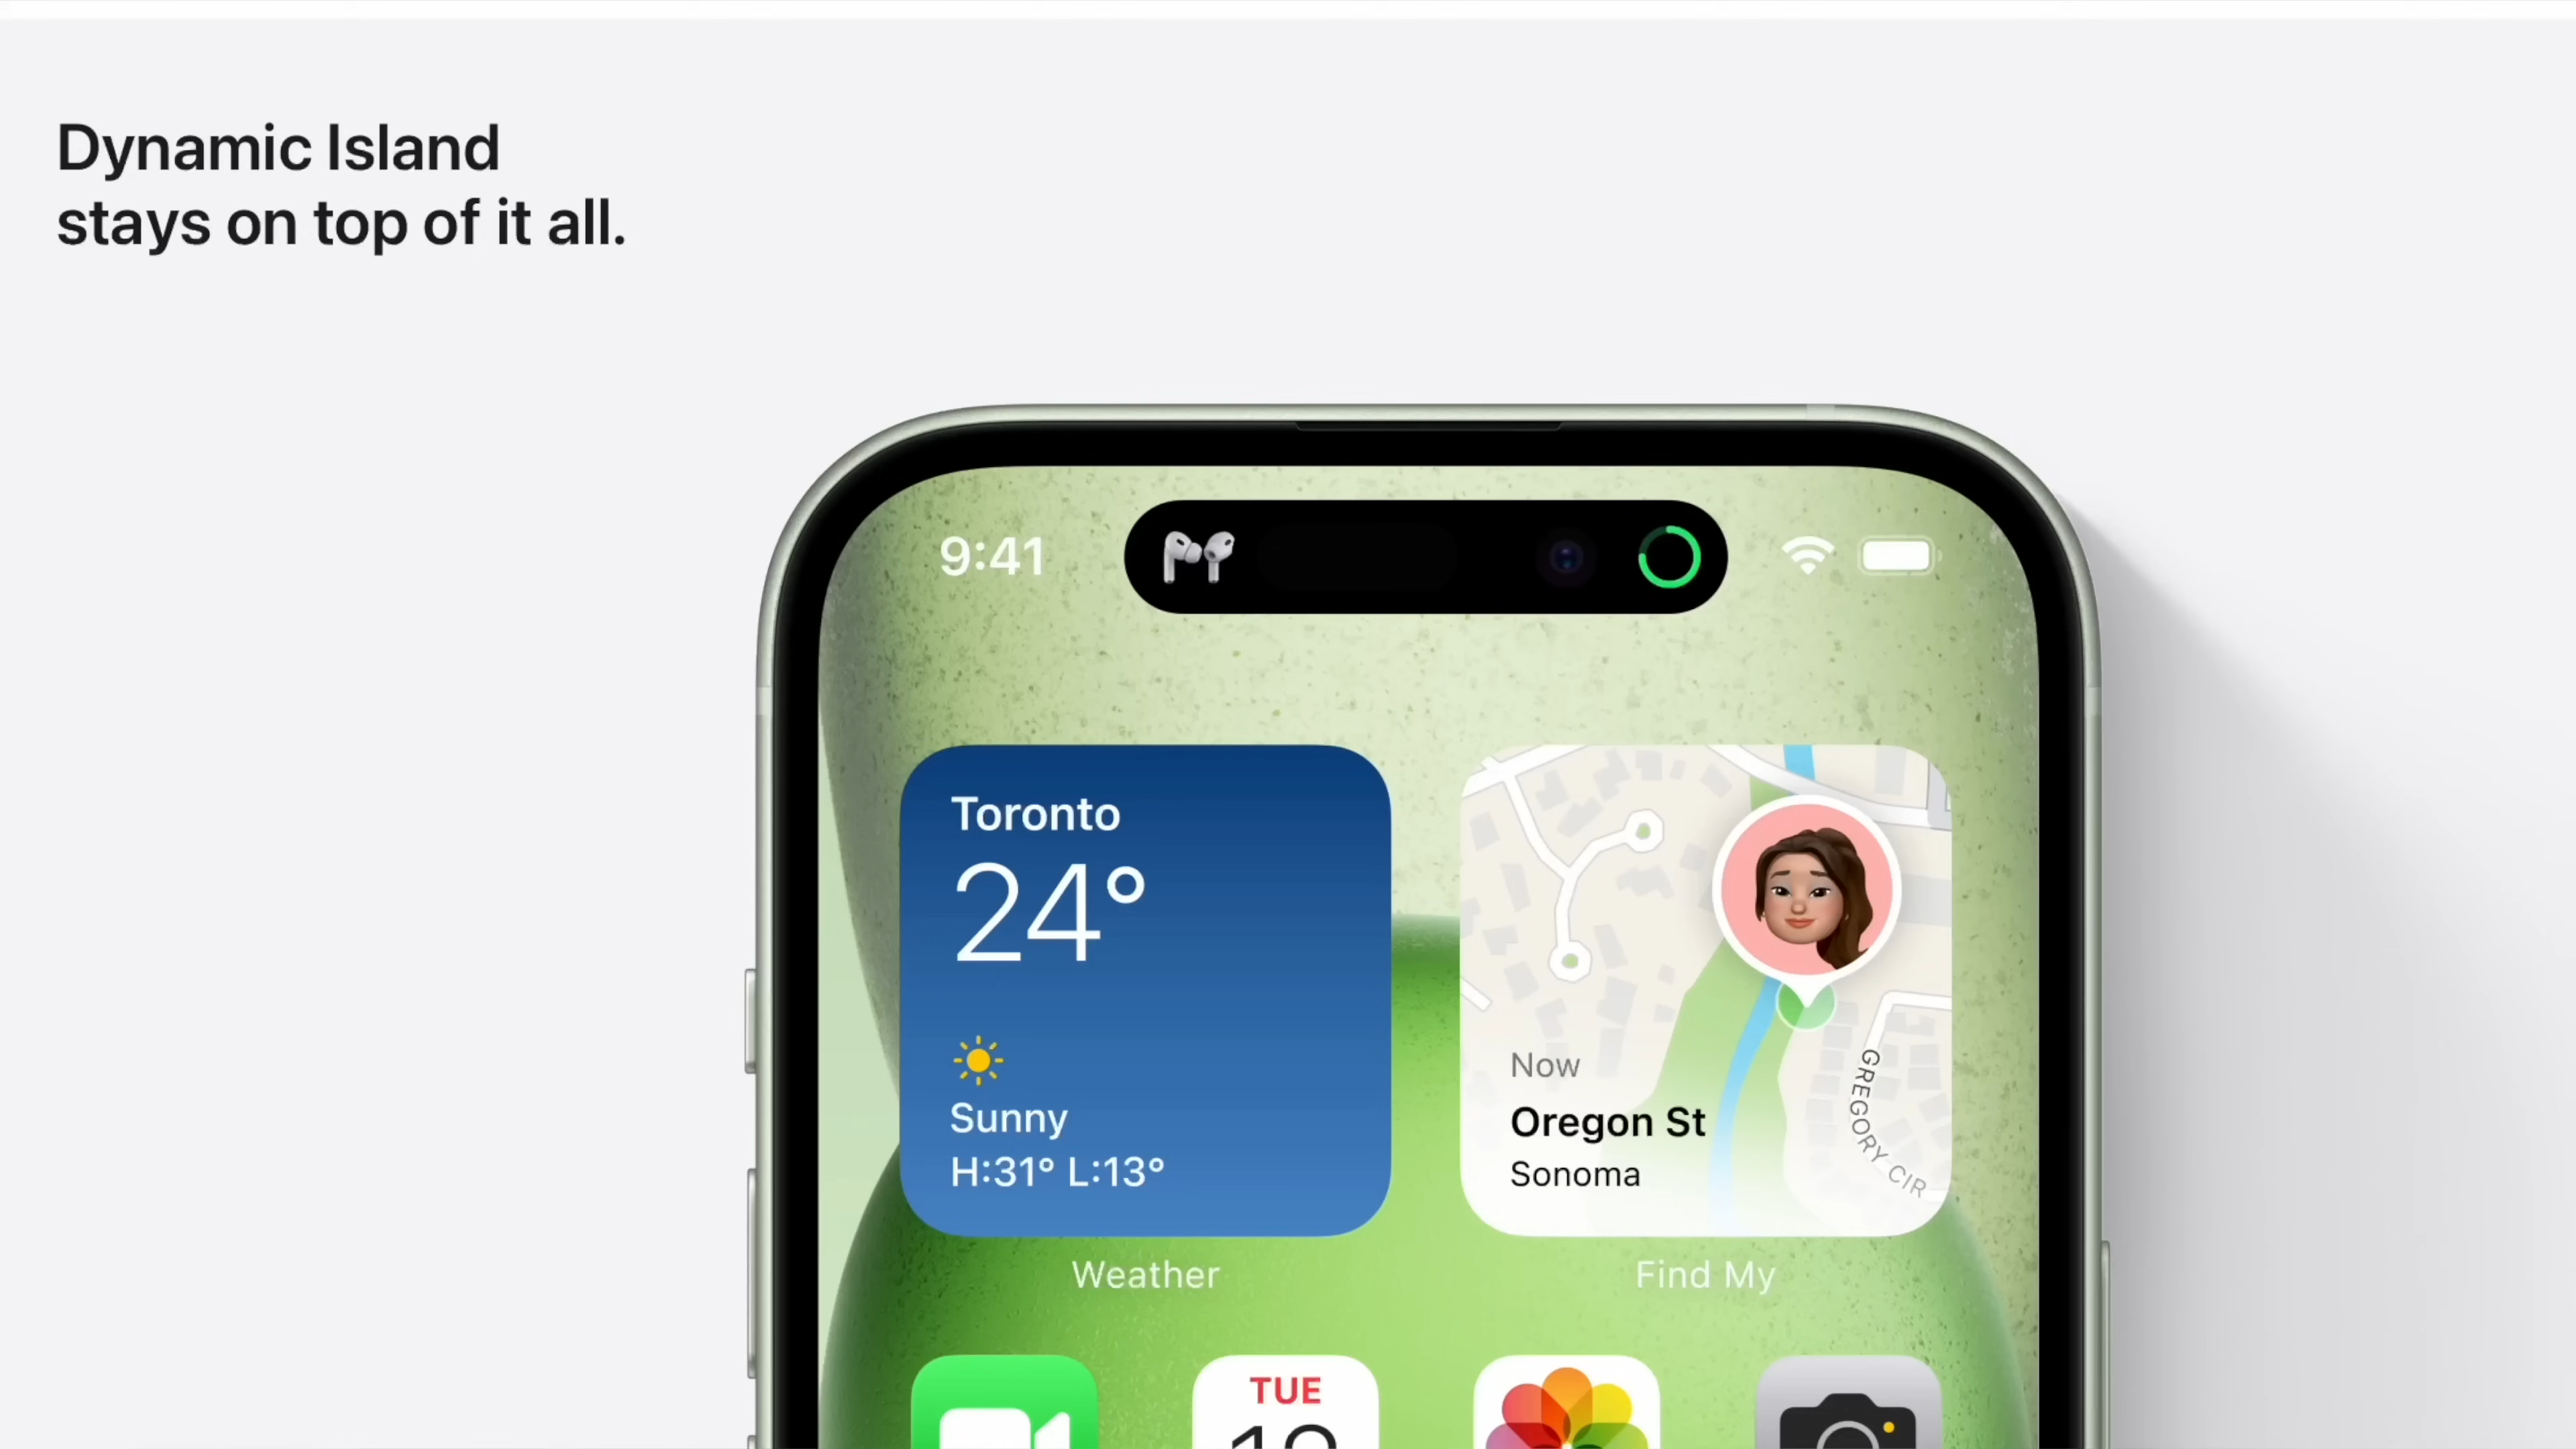 Dynamic Island
stays on top of it all.
9:41
Toronto
24°
Sunny
H:31° L:13°
Weather
Now
Oregon St
Sonoma
GREGORY CIR
Find My
TUE